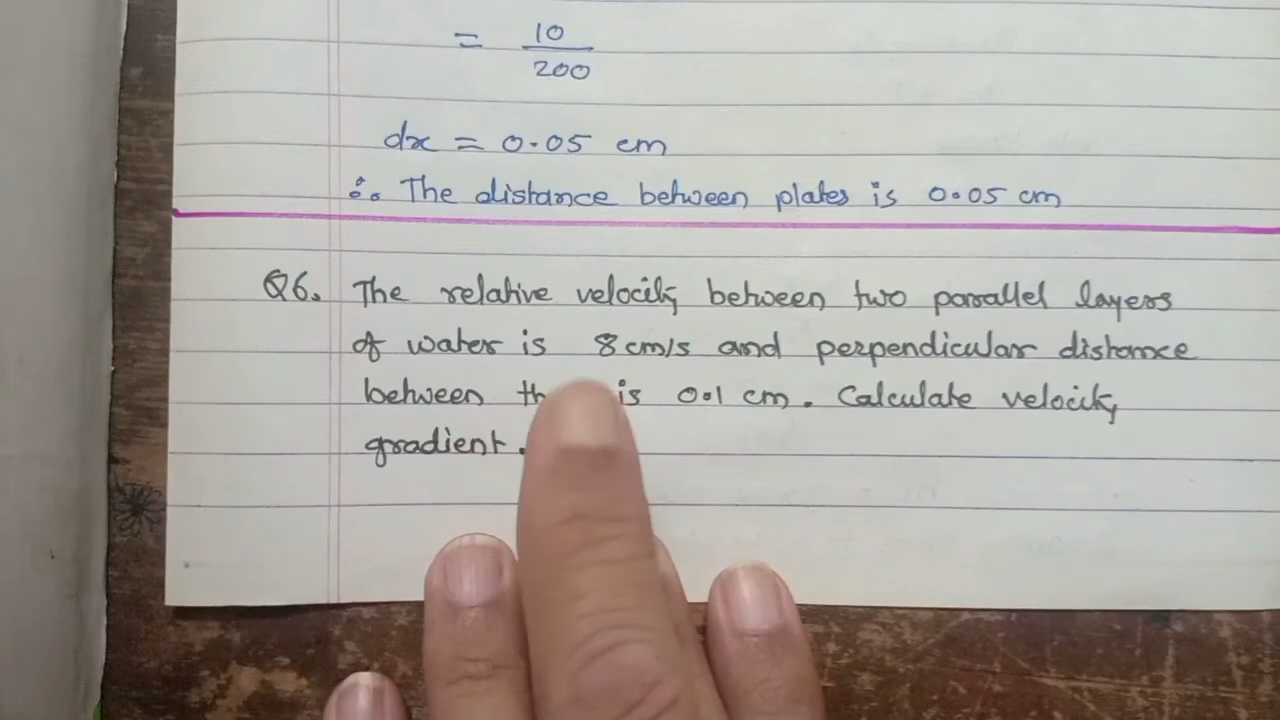 = 10
200
dx = 0.05 cm
∴ The distance between plates is 0.05 cm
Q6. The relative velocity between two parallel layers
of water is 8 cm/s and perpendicular distance
between is 0.1 cm. Calculate velocity
gradient.